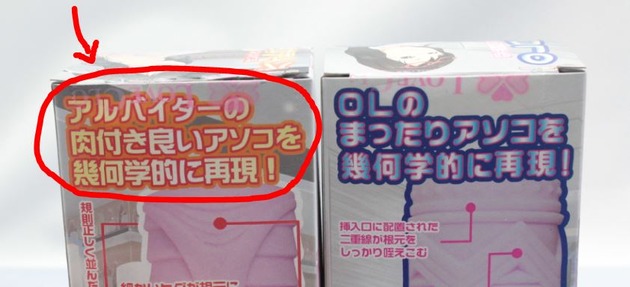 アルバイターの
肉付き良いアソコを
幾何学的に再現!
規則正しく並んだ
OLの
まったりアソコを
幾何学的に再現!
挿入口に配置された
二重線が根元を
しっかり咥えこむ